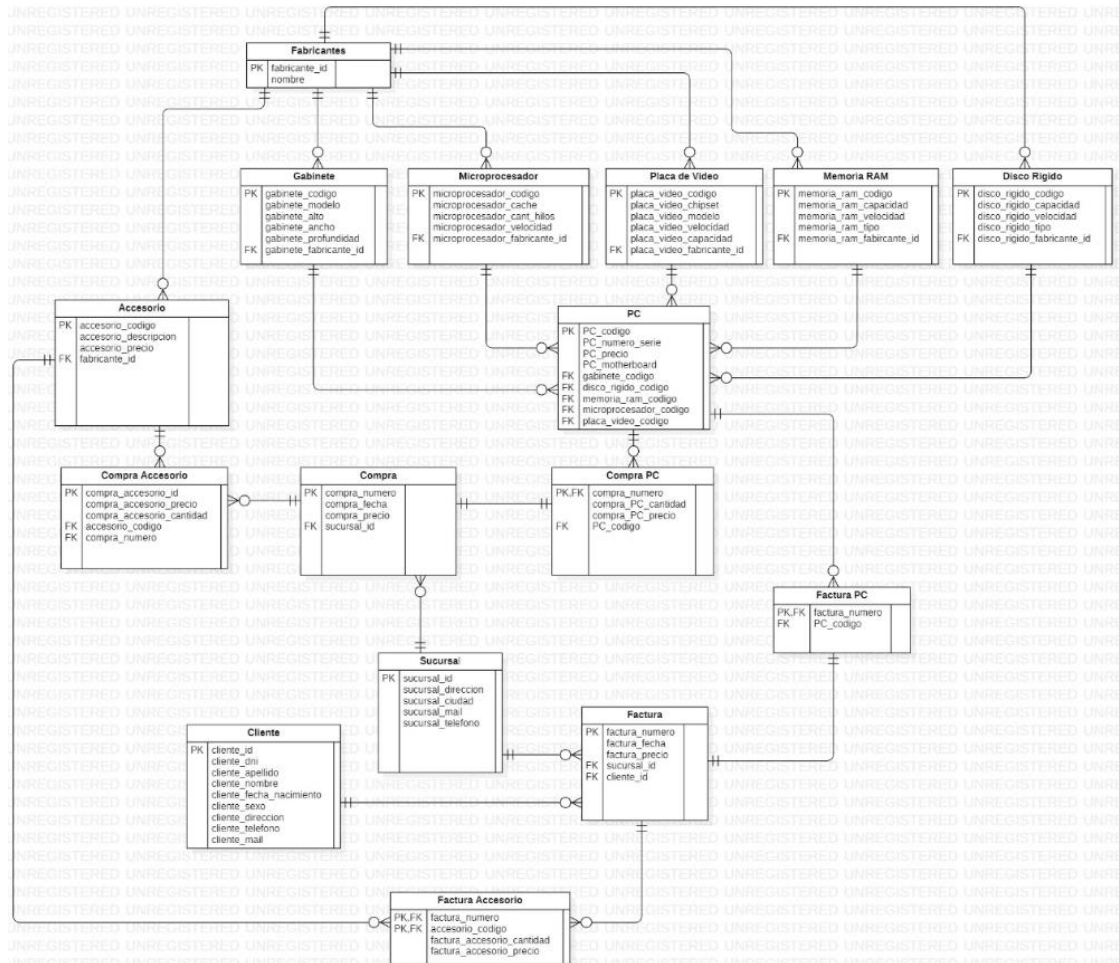 Fabricantes
PK fabricante_id
nombre
Gabinete
PK gabinete_codigo
gabinete_modelo
gabinete_alto
gabinete_ancho
gabinete_profundidad
FK gabinete_fabricante_id
Microprocesador
PK microprocesador_codigo
microprocesador_cache
microprocesador_cant_hilos
microprocesador_velocidad
FK microprocesador_fabricante_id
Placa de Video
PK placa_video_codigo
placa_video_chipset
placa_video_modelo
placa_video_velocidad
placa_video_capacidad
FK placa_video_fabricante_id
Memoria RAM
PK memoria_ram_codigo
memoria_ram_capacidad
memoria_ram_velocidad
memoria_ram_tipo
FK memoria_ram_fabircante_id
Disco Rigido
PK disco_rigido_codigo
disco_rigido_capacidad
disco_rigido_velocidad
disco_rigido_tipo
FK disco_rigido_fabricante_id
Accesorio
PK accesorio_codigo
accesorio_descripcion
accesorio_precio
FK fabricante_id
PC
PK PC_codigo
PC_numero_serie
PC_precio
PC_motherboard
FK gabinete_codigo
FK disco_rigido_codigo
FK memoria_ram_codigo
FK microprocesador_codigo
FK placa_video_codigo
Compra Accesorio
PK compra_accesorio_id
compra_accesorio_precio
compra_accesorio_cantidad
FK accesorio_codigo
FK compra_numero
Compra
PK compra_numero
compra_fecha
compra_precio
FK sucursal_id
Compra PC
PK,FK compra_numero
compra_PC_cantidad
compra_PC_precio
FK PC_codigo
Factura PC
PK,FK factura_numero
FK PC_codigo
Sucursal
PK sucursal_id
sucursal_direccion
sucursal_ciudad
sucursal_mail
sucursal_telefono
Factura
PK factura_numero
factura_fecha
factura_precio
FK sucursal_id
FK cliente_id
Cliente
PK cliente_id
cliente_dni
cliente_apellido
cliente_nombre
cliente_fecha_nacimiento
cliente_sexo
cliente_direccion
cliente_telefono
cliente_mail
Factura Accesorio
PK,FK factura_numero
PK,FK accesorio_codigo
factura_accesorio_cantidad
factura_accesorio_precio
UNREGISTERED